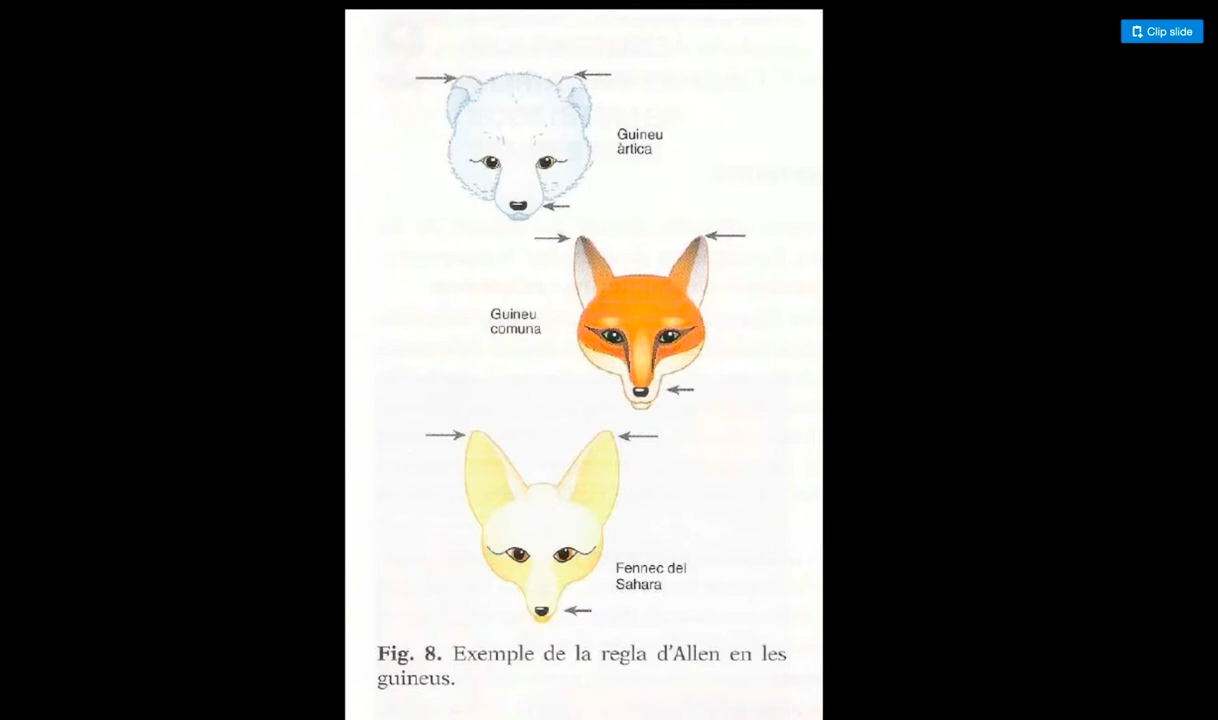 Clip slide
Guineu
àrtica
Guineu
comuna
Fennec del
Sahara
Fig. 8. Exemple de la regla d'Allen en les
guineus.